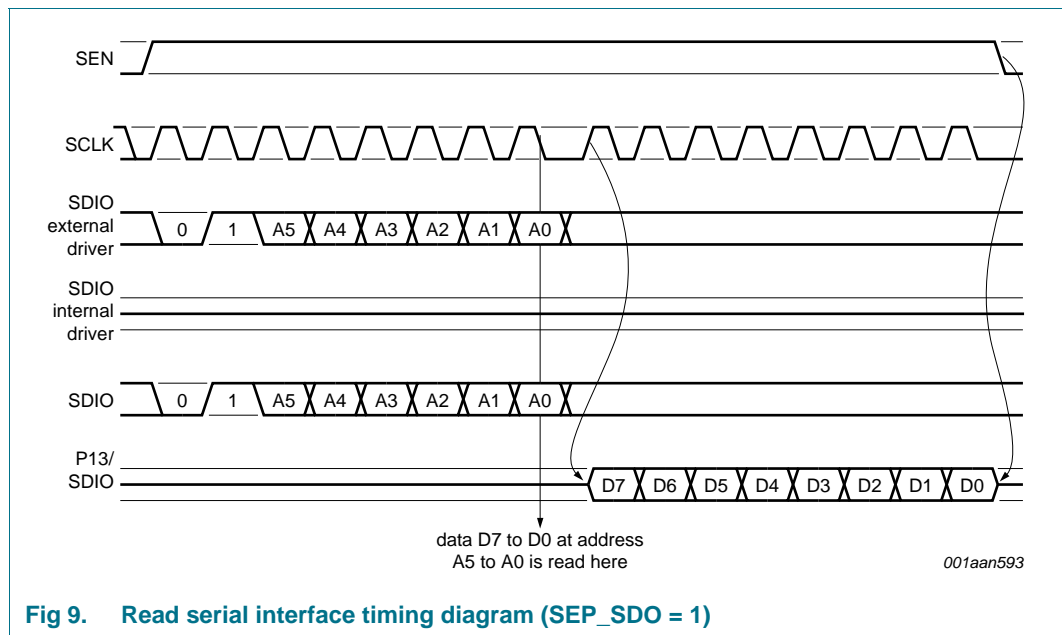 SEN
SCLK
SDIO
external
driver
0 1 A5 A4 A3 A2 A1 A0
SDIO
internal
driver
SDIO
0 1 A5 A4 A3 A2 A1 A0
P13/
SDIO
D7 D6 D5 D4 D3 D2 D1 D0
data D7 to D0 at address
A5 to A0 is read here
001aan593
Fig 9. Read serial interface timing diagram (SEP_SDO = 1)